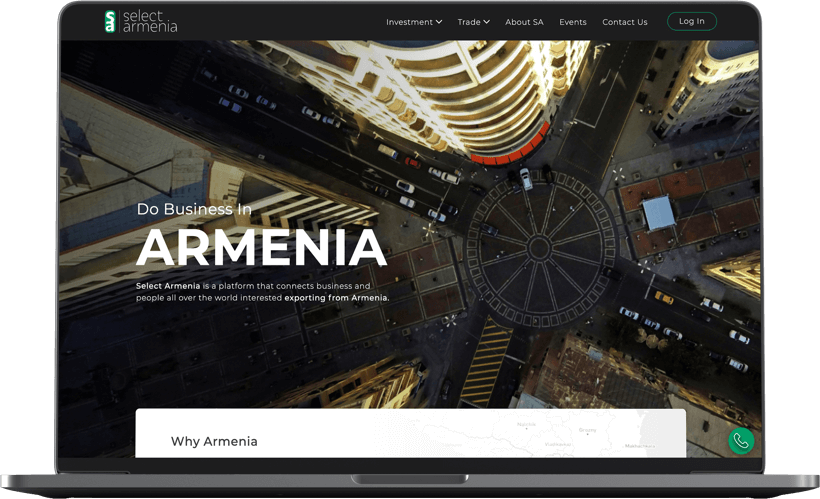 select
armenia
Investment
Trade
About SA
Events
Contact Us
Log In
Do Business In
ARMENIA
Select Armenia is a platform that connects business and
people all over the world interested exporting from Armenia.
Why Armenia